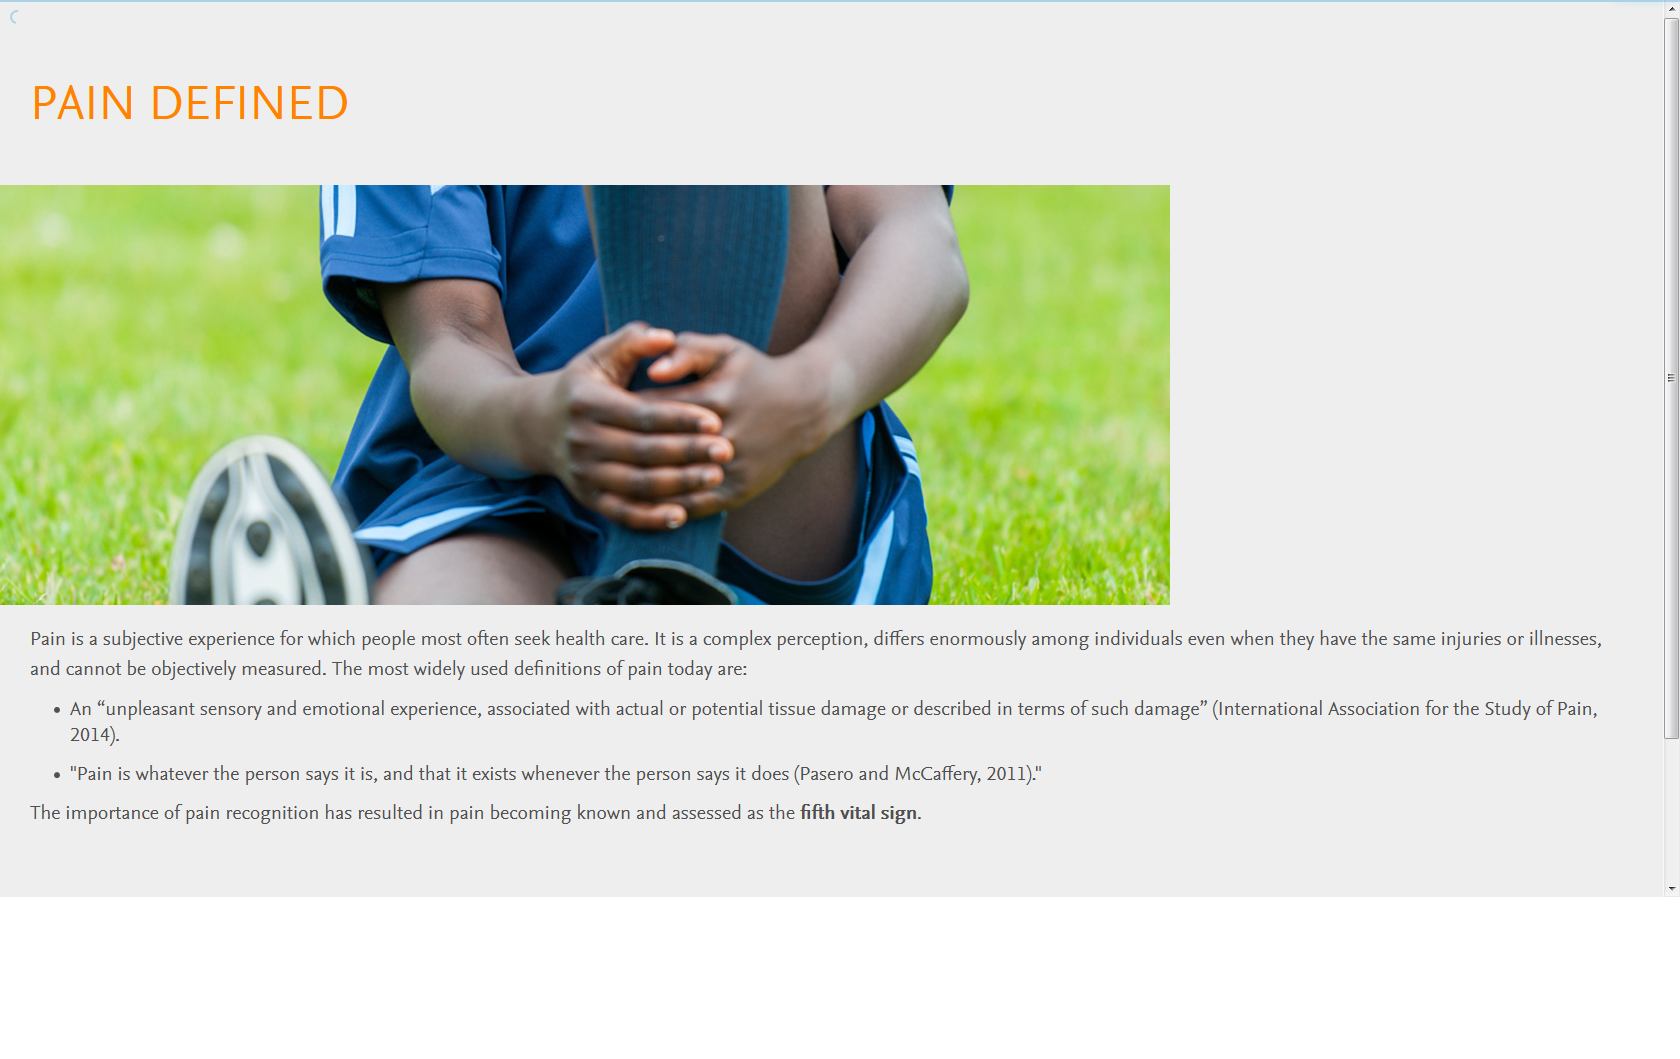 PAIN DEFINED
Pain is a subjective experience for which people most often seek health care. It is a complex perception, differs enormously among individuals even when they have the same injuries or illnesses,
and cannot be objectively measured. The most widely used definitions of pain today are:
• An “unpleasant sensory and emotional experience, associated with actual or potential tissue damage or described in terms of such damage” (International Association for the Study of Pain,
2014).
• "Pain is whatever the person says it is, and that it exists whenever the person says it does (Pasero and McCaffery, 2011)."
The importance of pain recognition has resulted in pain becoming known and assessed as the fifth vital sign.